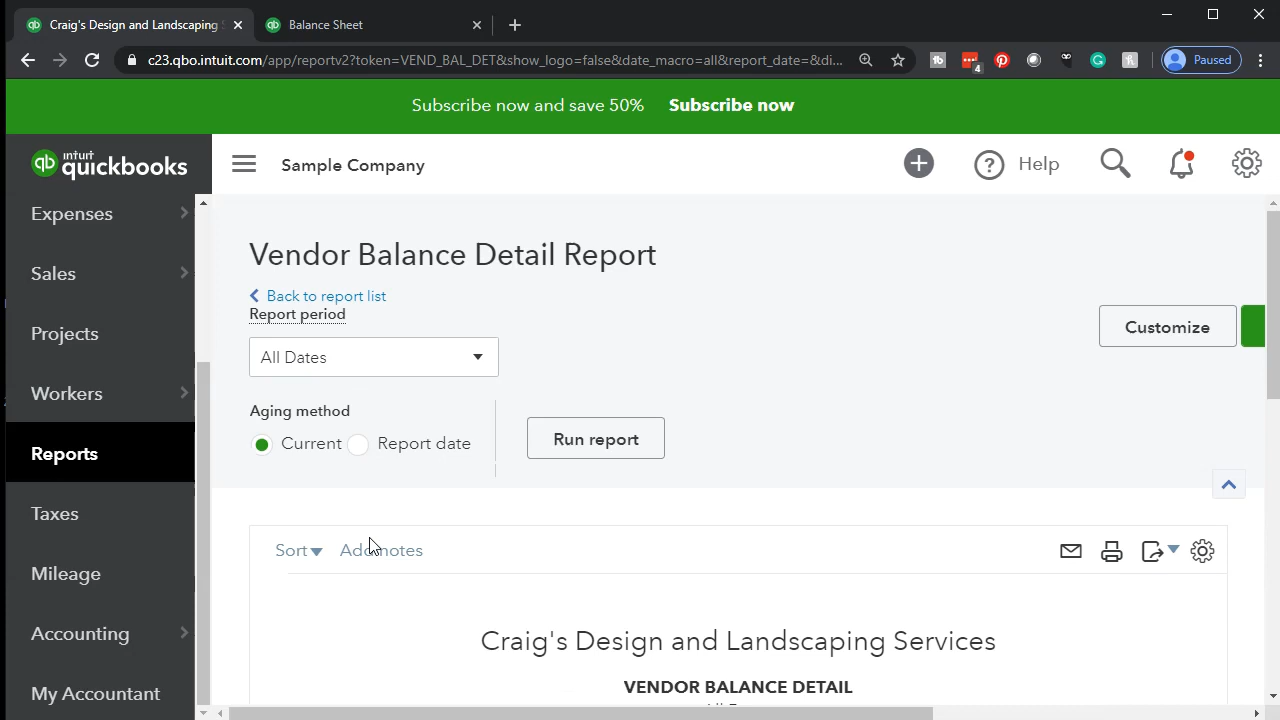 Craig's Design and Landscaping
Balance Sheet
c23.qbo.intuit.com/app/reportv2?token=VEND_BAL_DET&show_logo=false&date_macro=all&report_date=&di...
4
Paused
Subscribe now and save 50% Subscribe now
intuit
quickbooks
Sample Company
Help
Expenses
Sales
Projects
Workers
Reports
Taxes
Mileage
Accounting
My Accountant
Vendor Balance Detail Report
Back to report list
Report period
All Dates
Customize
Aging method
Current Report date
Run report
Sort Add notes
Craig's Design and Landscaping Services
VENDOR BALANCE DETAIL